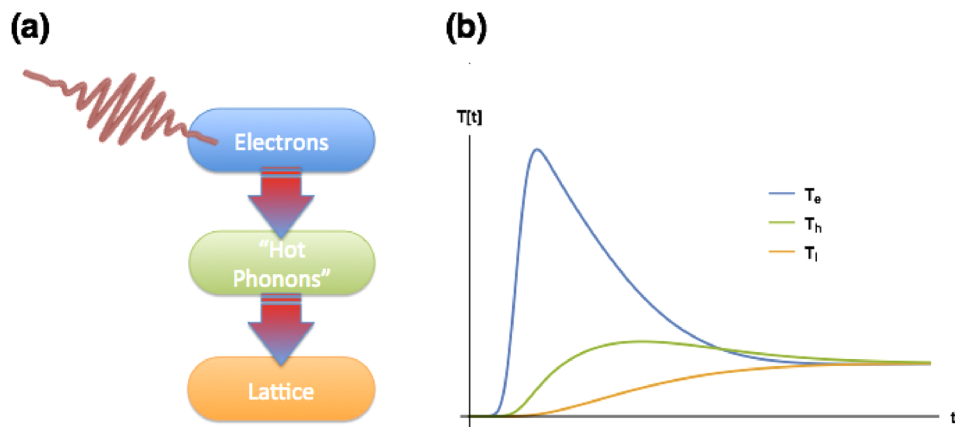 (a)
Electrons
"Hot
Phonons"
Lattice
(b)
T[t]
Te
Th
Tl
t